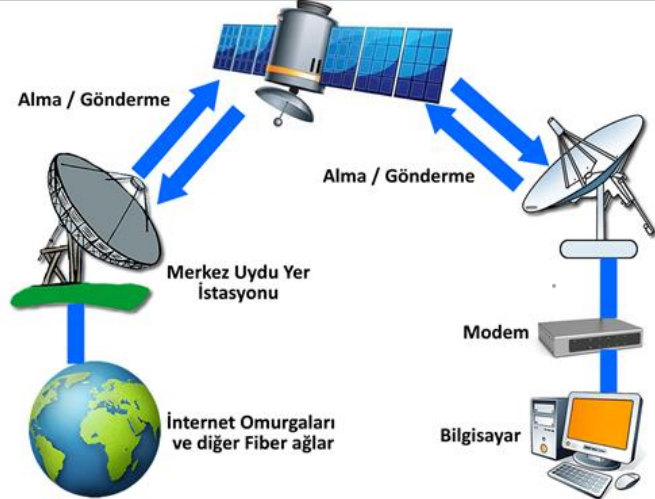 Alma / Gönderme
Alma / Gönderme
Merkez Uydu Yer
İstasyonu
Modem
İnternet Omurgaları
ve diğer Fiber ağlar
Bilgisayar